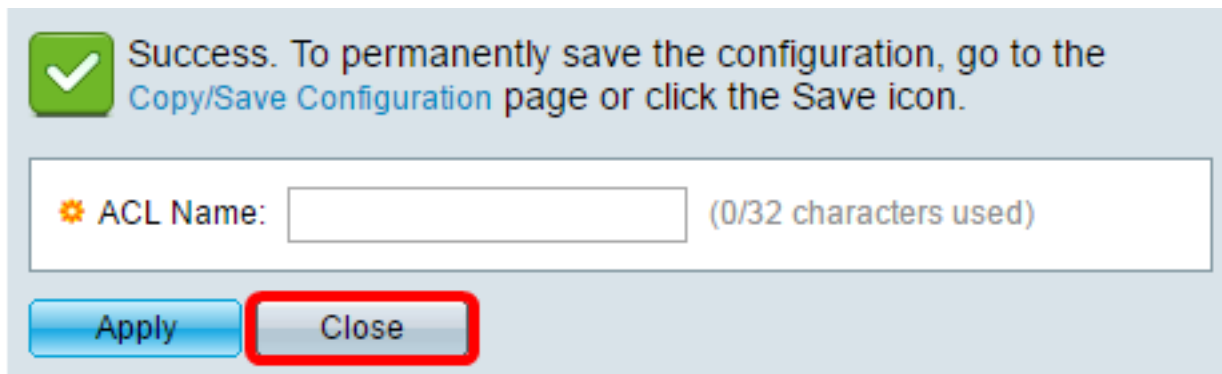 Success. To permanently save the configuration, go to the
Copy/Save Configuration page or click the Save icon.
ACL Name: (0/32 characters used)
Apply Close